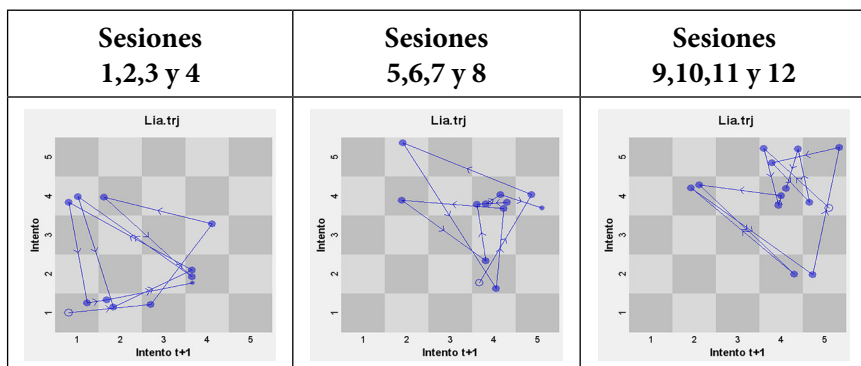 Sesiones
1,2,3 y 4
Sesiones
5,6,7 y 8
Sesiones
9,10,11 y 12
Lia.trj
5
4
3
2
1
Intento
1 2 3 4 5
Intento t+1
Lia.trj
5
4
3
2
1
Intento
1 2 3 4 5
Intento t+1
Lia.trj
5
4
3
2
1
Intento
1 2 3 4 5
Intento t+1